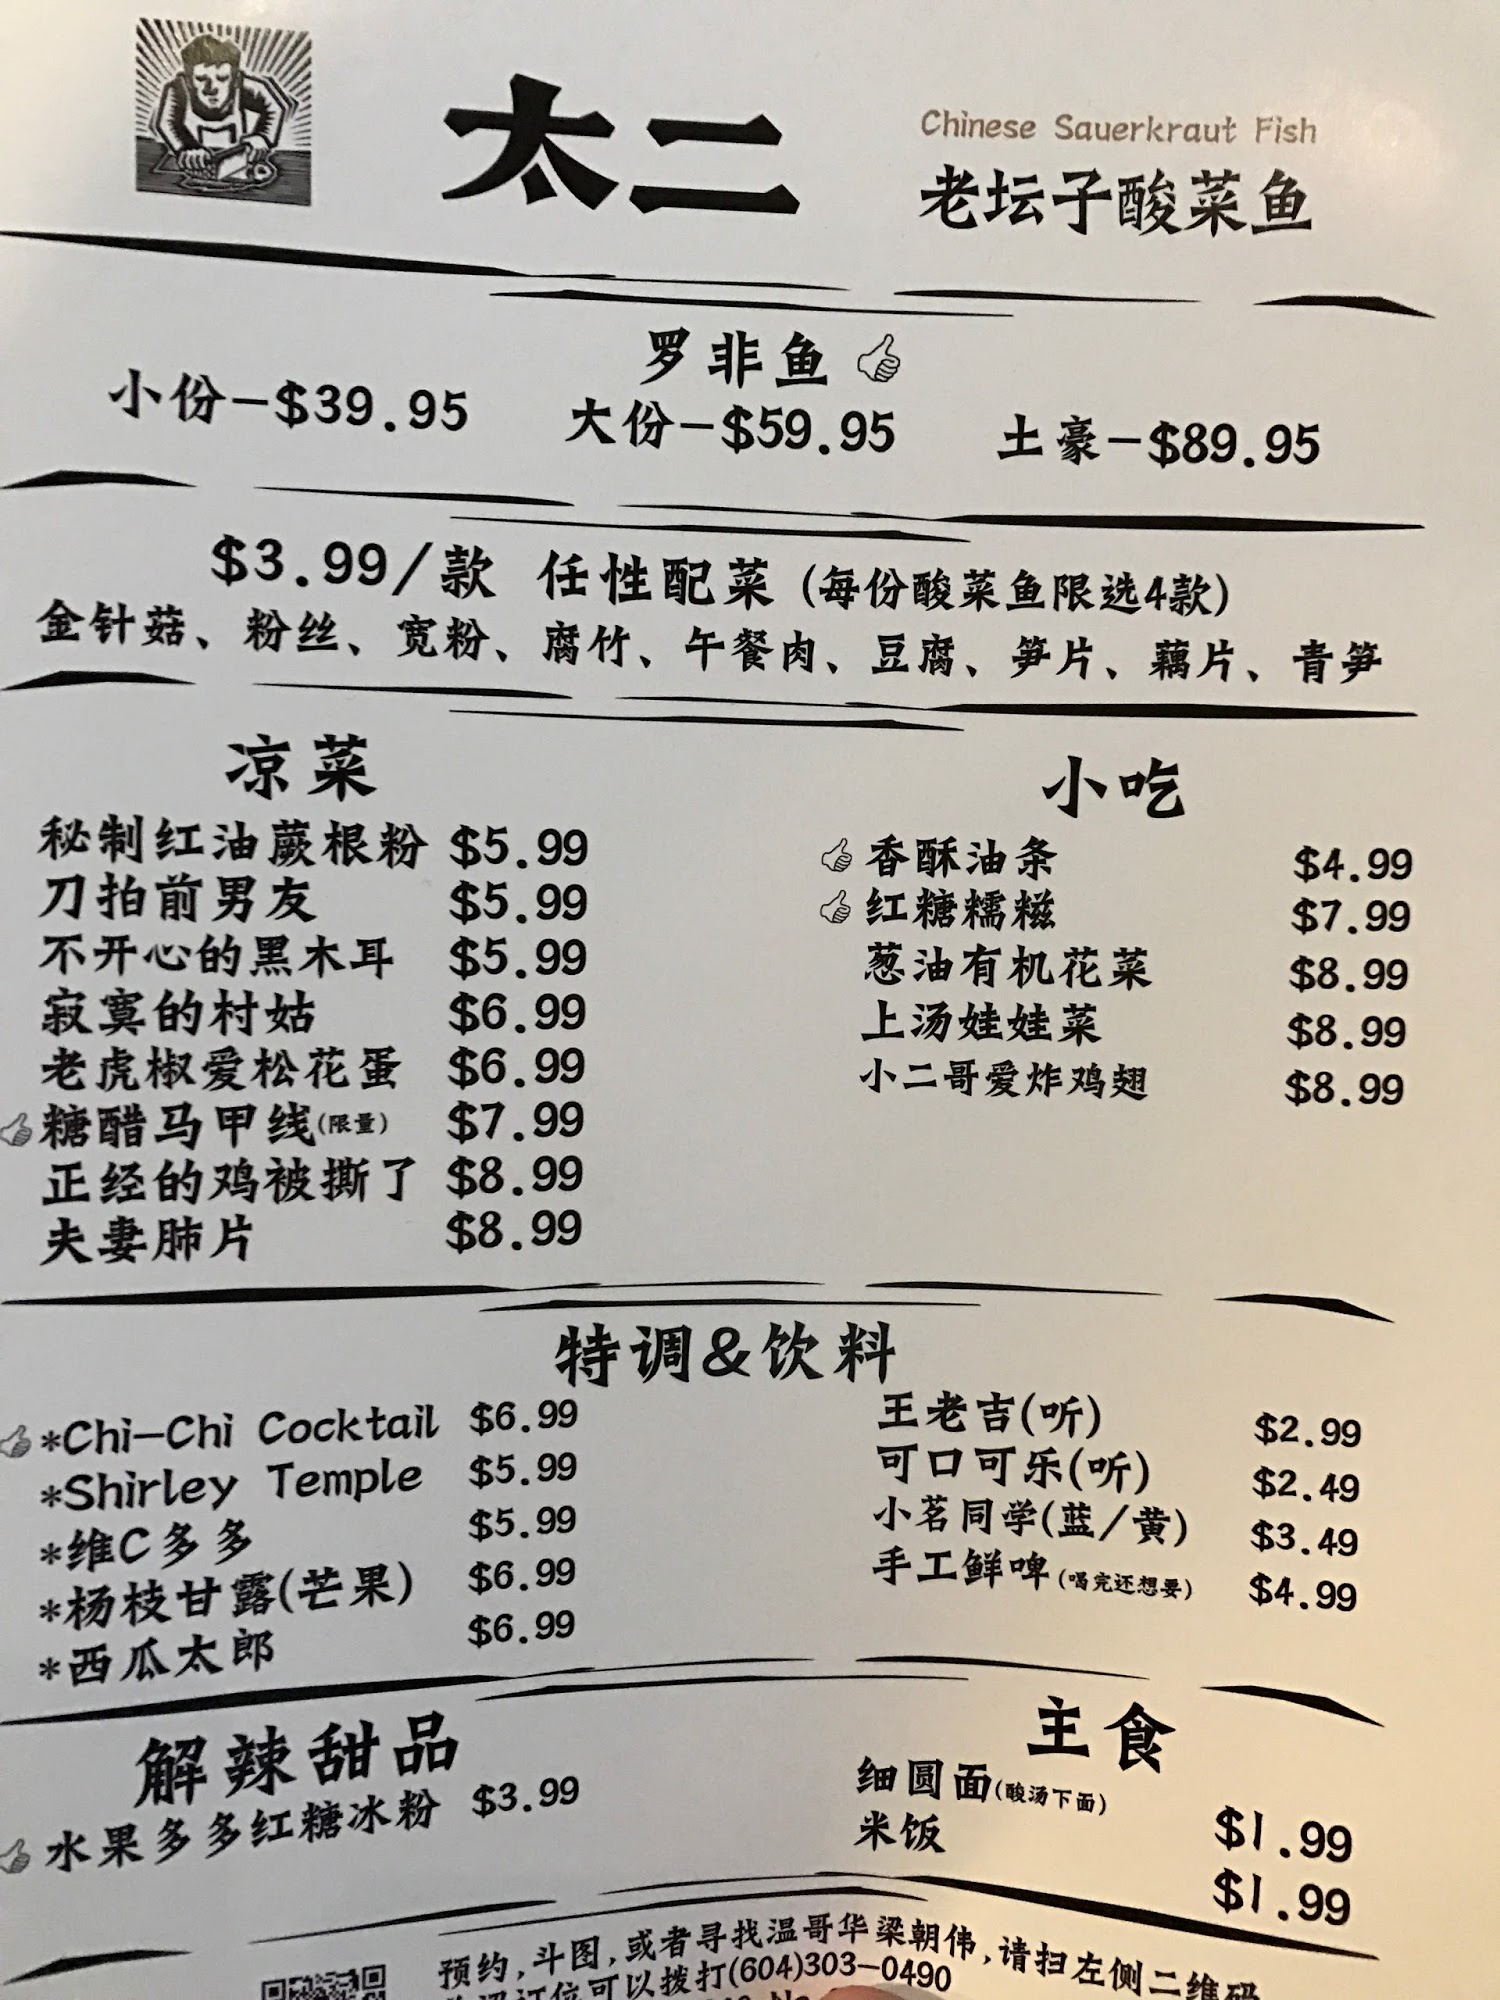 太二
Chinese Sauerkraut Fish
老坛子酸菜鱼
罗非鱼
小份-$39.95 大份-$59.95 土豪-$89.95
$3.99/款 任性配菜 (每份酸菜鱼限选4款)
金针菇、粉丝、宽粉、腐竹、午餐肉、豆腐、笋片、藕片、青笋
凉菜
秘制红油蕨根粉 $5.99
刀拍前男友 $5.99
不开心的黑木耳 $5.99
寂寞的村姑 $6.99
老虎椒爱松花蛋 $6.99
糖醋马甲线(限量) $7.99
正经的鸡被撕了 $8.99
夫妻肺片 $8.99
小吃
香酥油条 $4.99
红糖糯糍 $7.99
葱油有机花菜 $8.99
上汤娃娃菜 $8.99
小二哥爱炸鸡翅 $8.99
特调&饮料
*Chi-Chi Cocktail $6.99
*Shirley Temple $5.99
*维C多多 $5.99
*杨枝甘露(芒果) $6.99
*西瓜太郎 $6.99
王老吉(听) $2.99
可口可乐(听) $2.49
小茗同学(蓝/黄) $3.49
手工鲜啤(喝完还想要) $4.99
解辣甜品
水果多多红糖冰粉 $3.99
主食
细圆面(酸汤下面) $1.99
米饭 $1.99
预约,斗图,或者寻找温哥华梁朝伟,请扫左侧二维码
订位可以拨打(604)303-0490